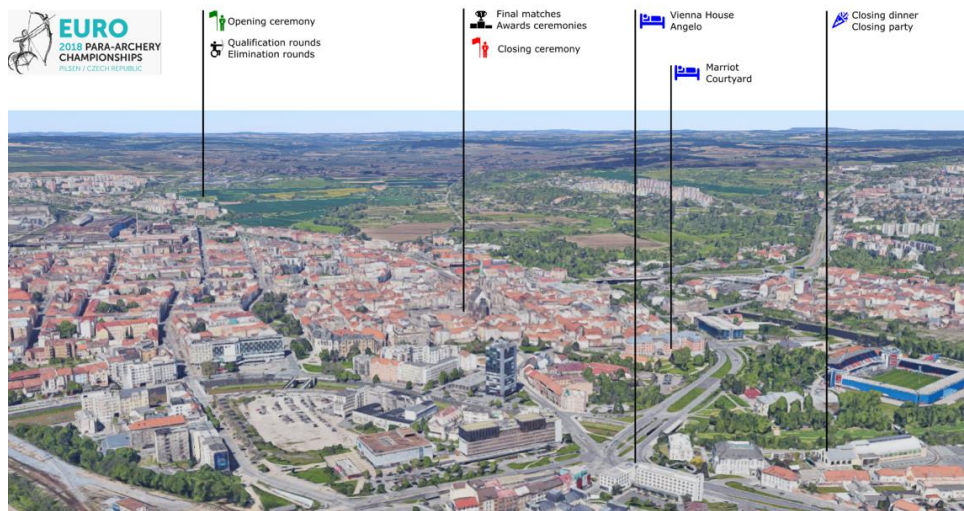 EURO
2018 PARA-ARCHERY
CHAMPIONSHIPS
PILSEN / CZECH REPUBLIC
Opening ceremony
Qualification rounds
Elimination rounds
Final matches
Awards ceremonies
Closing ceremony
Vienna House
Angelo
Marriot
Courtyard
Closing dinner
Closing party